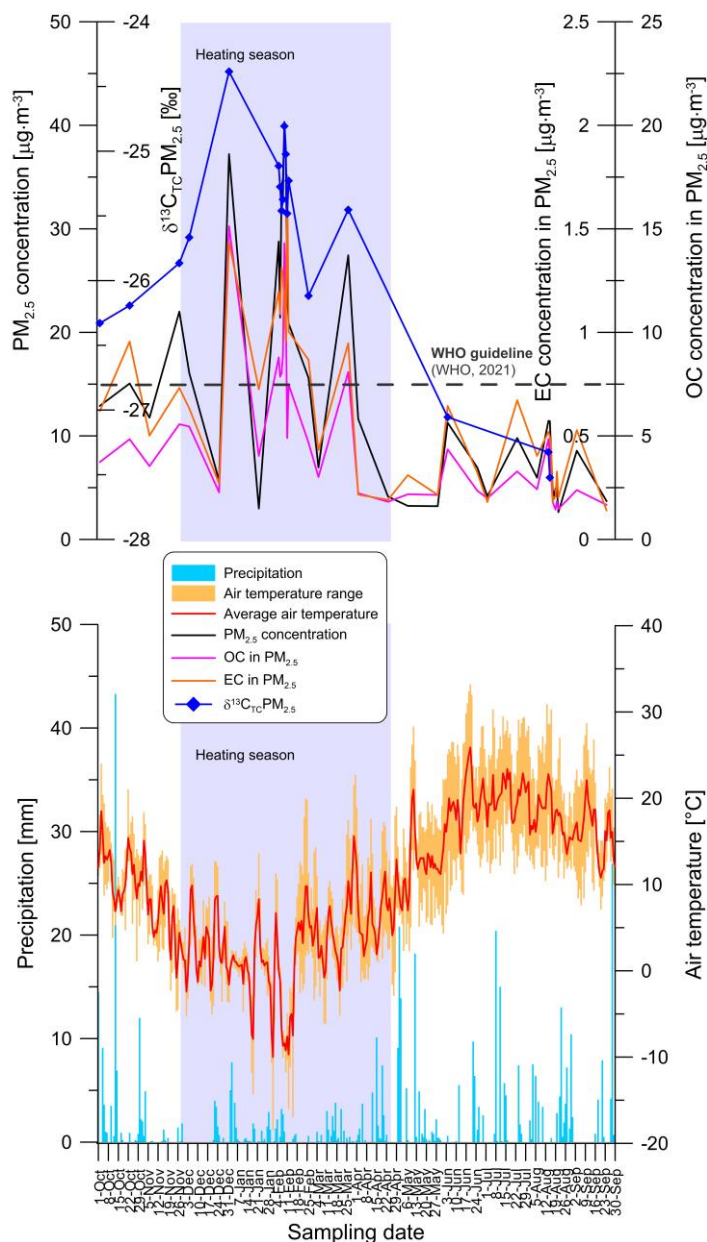 PM2.5 concentration [µg·m-3]
50
40
30
20
10
0
δ13CTCPM2.5 [‰]
-24
-25
-26
-27
-28
Heating season
WHO guideline
(WHO, 2021)
EC concentration in PM2.5 [µg·m-3]
2.5
2
1.5
1
0.5
0
OC concentration in PM2.5 [µg·m-3]
25
20
15
10
5
0
Precipitation
Air temperature range
Average air temperature
PM2.5 concentration
OC in PM2.5
EC in PM2.5
δ13CTCPM2.5
Heating season
Precipitation [mm]
50
40
30
20
10
0
Air temperature [°C]
40
30
20
10
0
-10
-20
1-Oct
8-Oct
15-Oct
22-Oct
29-Oct
5-Nov
12-Nov
19-Nov
26-Nov
3-Dec
10-Dec
17-Dec
24-Dec
31-Dec
7-Jan
14-Jan
21-Jan
28-Jan
4-Feb
11-Feb
18-Feb
25-Feb
4-Mar
11-Mar
18-Mar
25-Mar
1-Apr
8-Apr
15-Apr
22-Apr
29-Apr
6-May
13-May
20-May
27-May
3-Jun
10-Jun
17-Jun
24-Jun
1-Jul
8-Jul
15-Jul
22-Jul
29-Jul
5-Aug
12-Aug
19-Aug
26-Aug
2-Sep
9-Sep
16-Sep
23-Sep
30-Sep
Sampling date